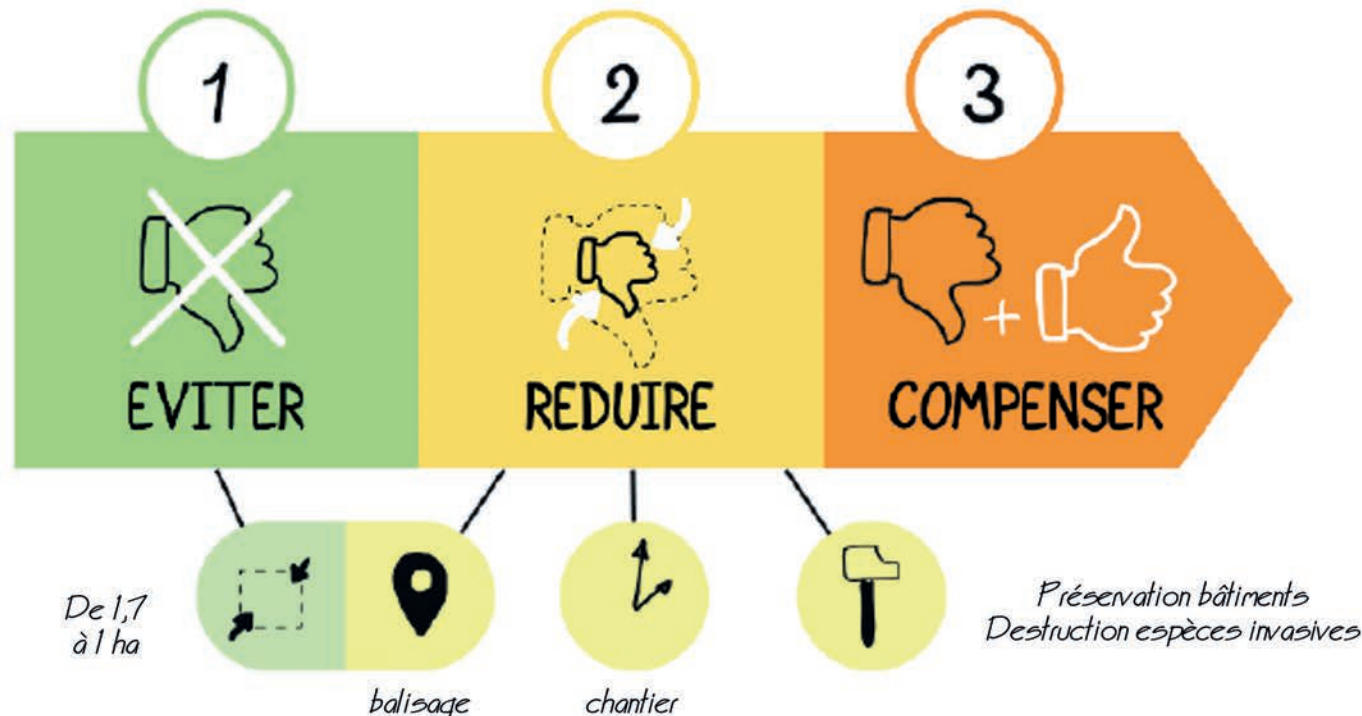 1
2
3
EVITER
REDUIRE
+
COMPENSER
De 1,7
à 1 ha
balisage
chantier
Préservation bâtiments
Destruction espèces invasives